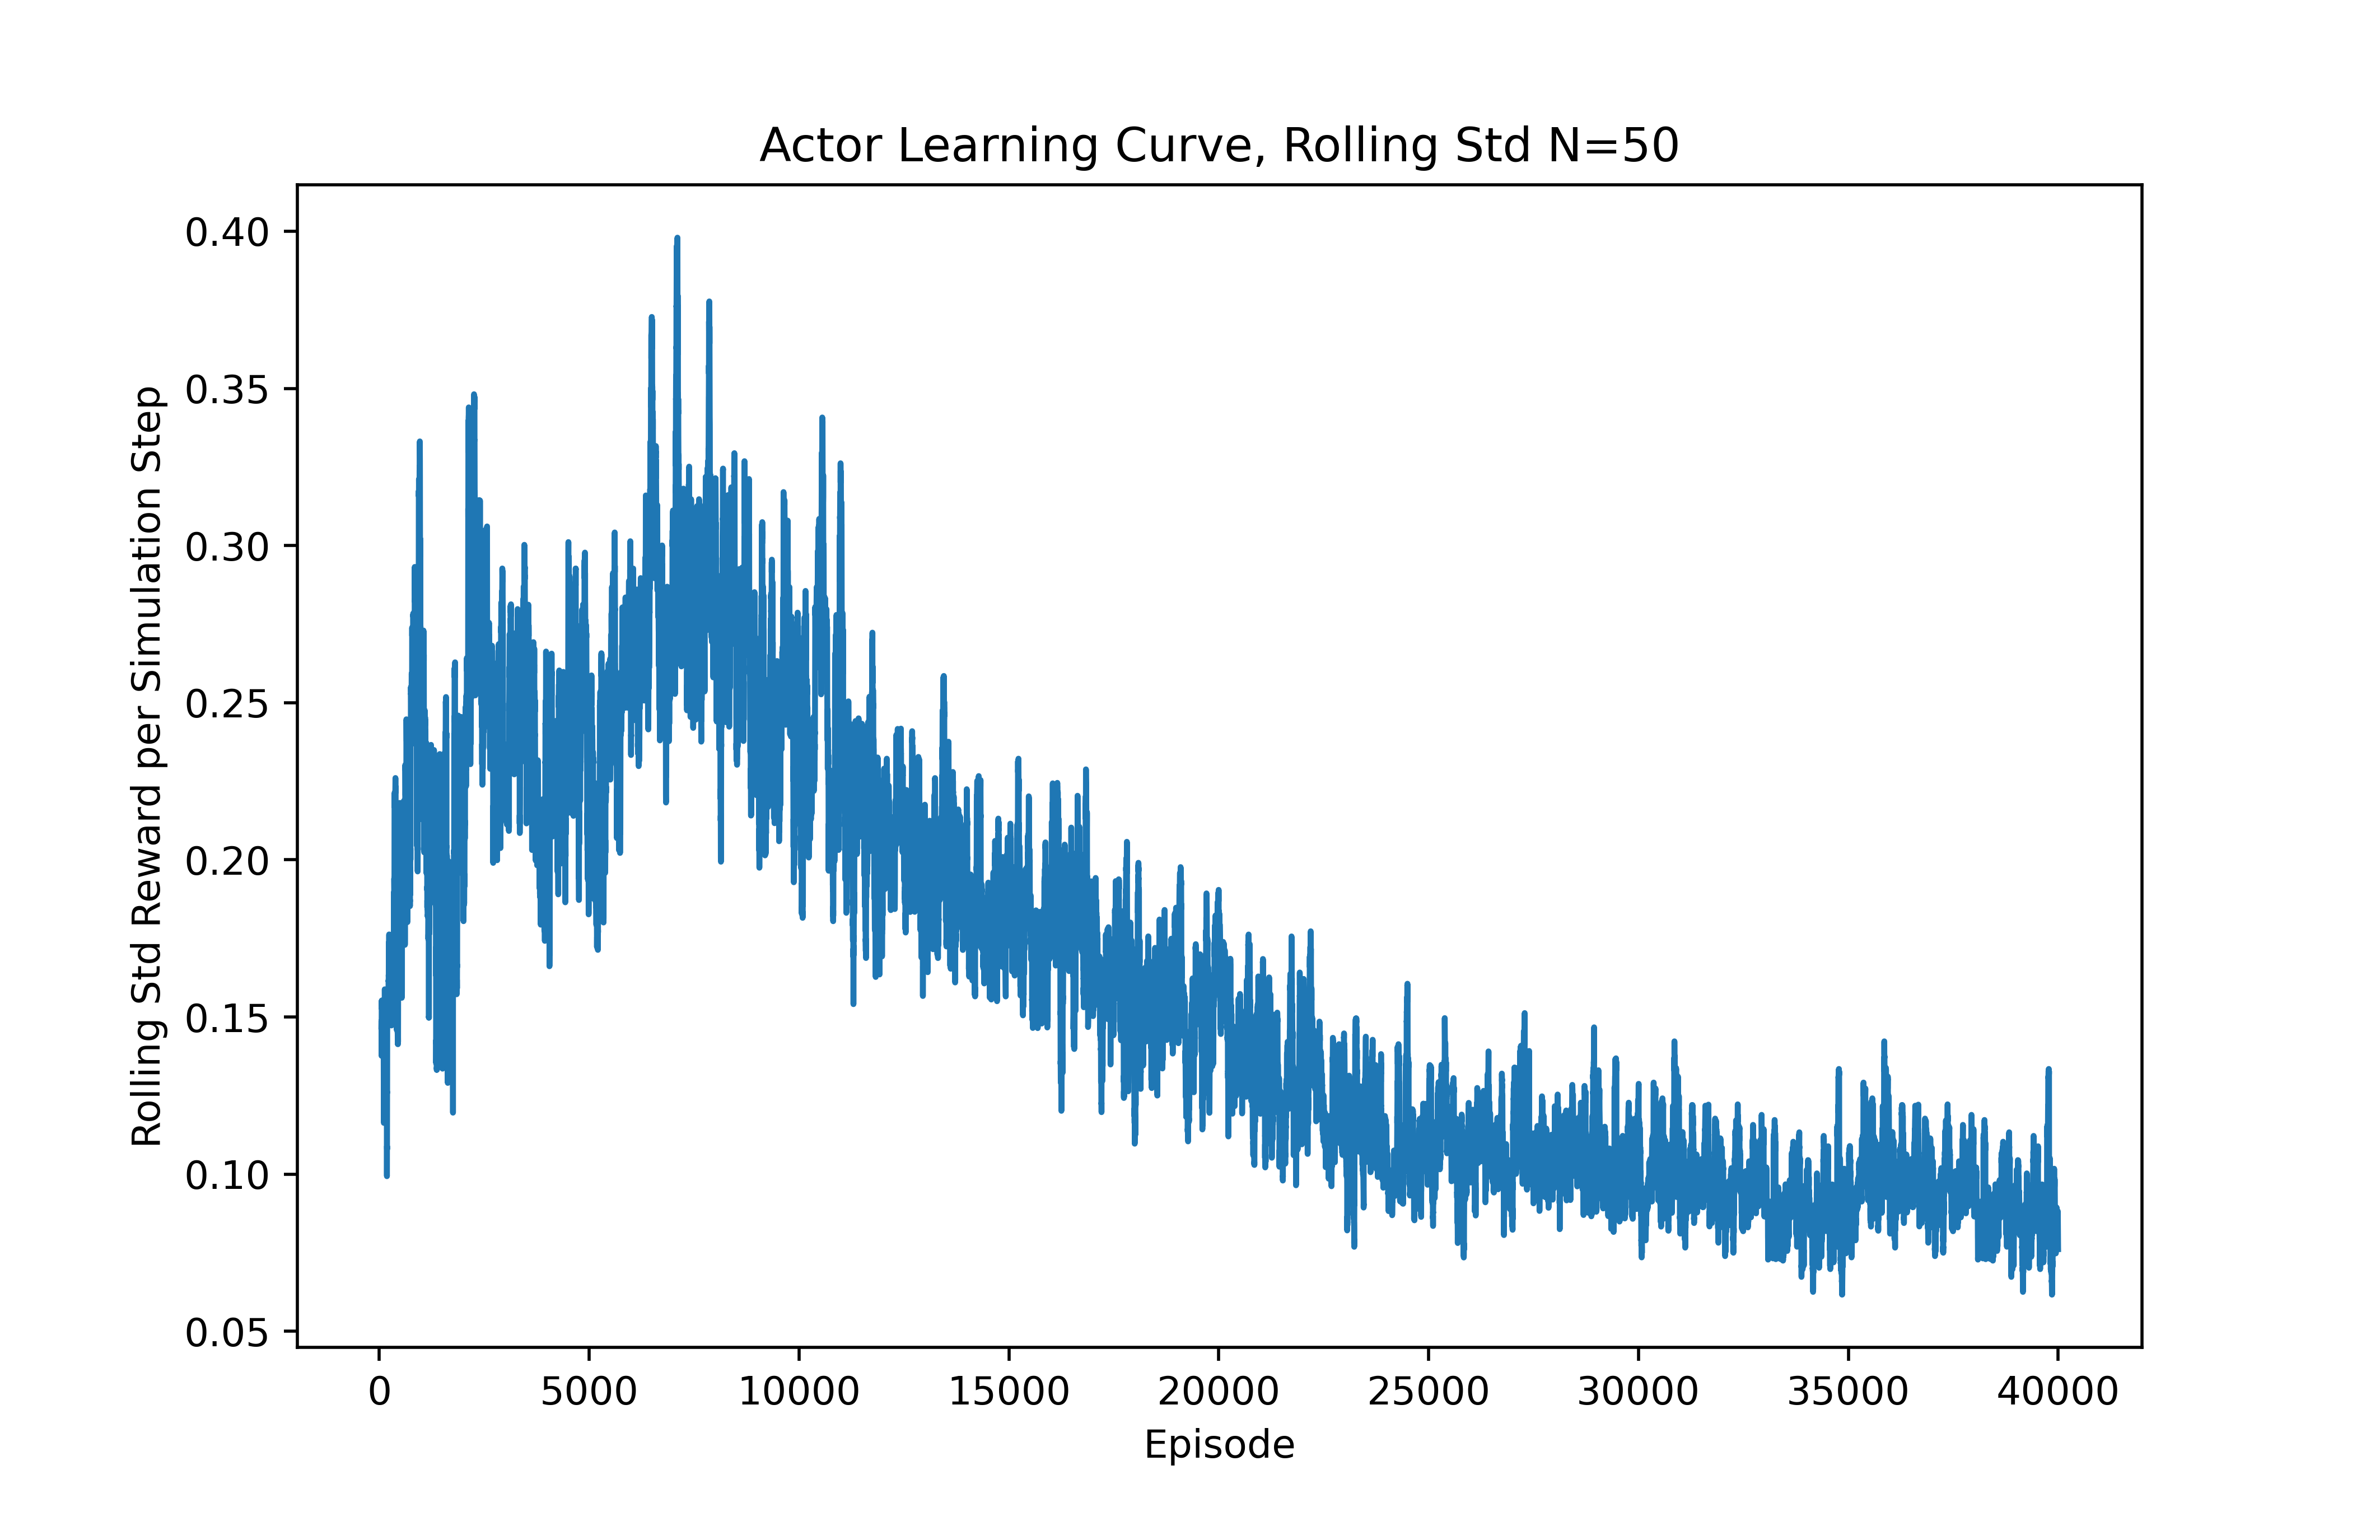 Actor Learning Curve, Rolling Std N=50
Rolling Std Reward per Simulation Step
0.40
0.35
0.30
0.25
0.20
0.15
0.10
0.05
0 5000 10000 15000 20000 25000 30000 35000 40000
Episode